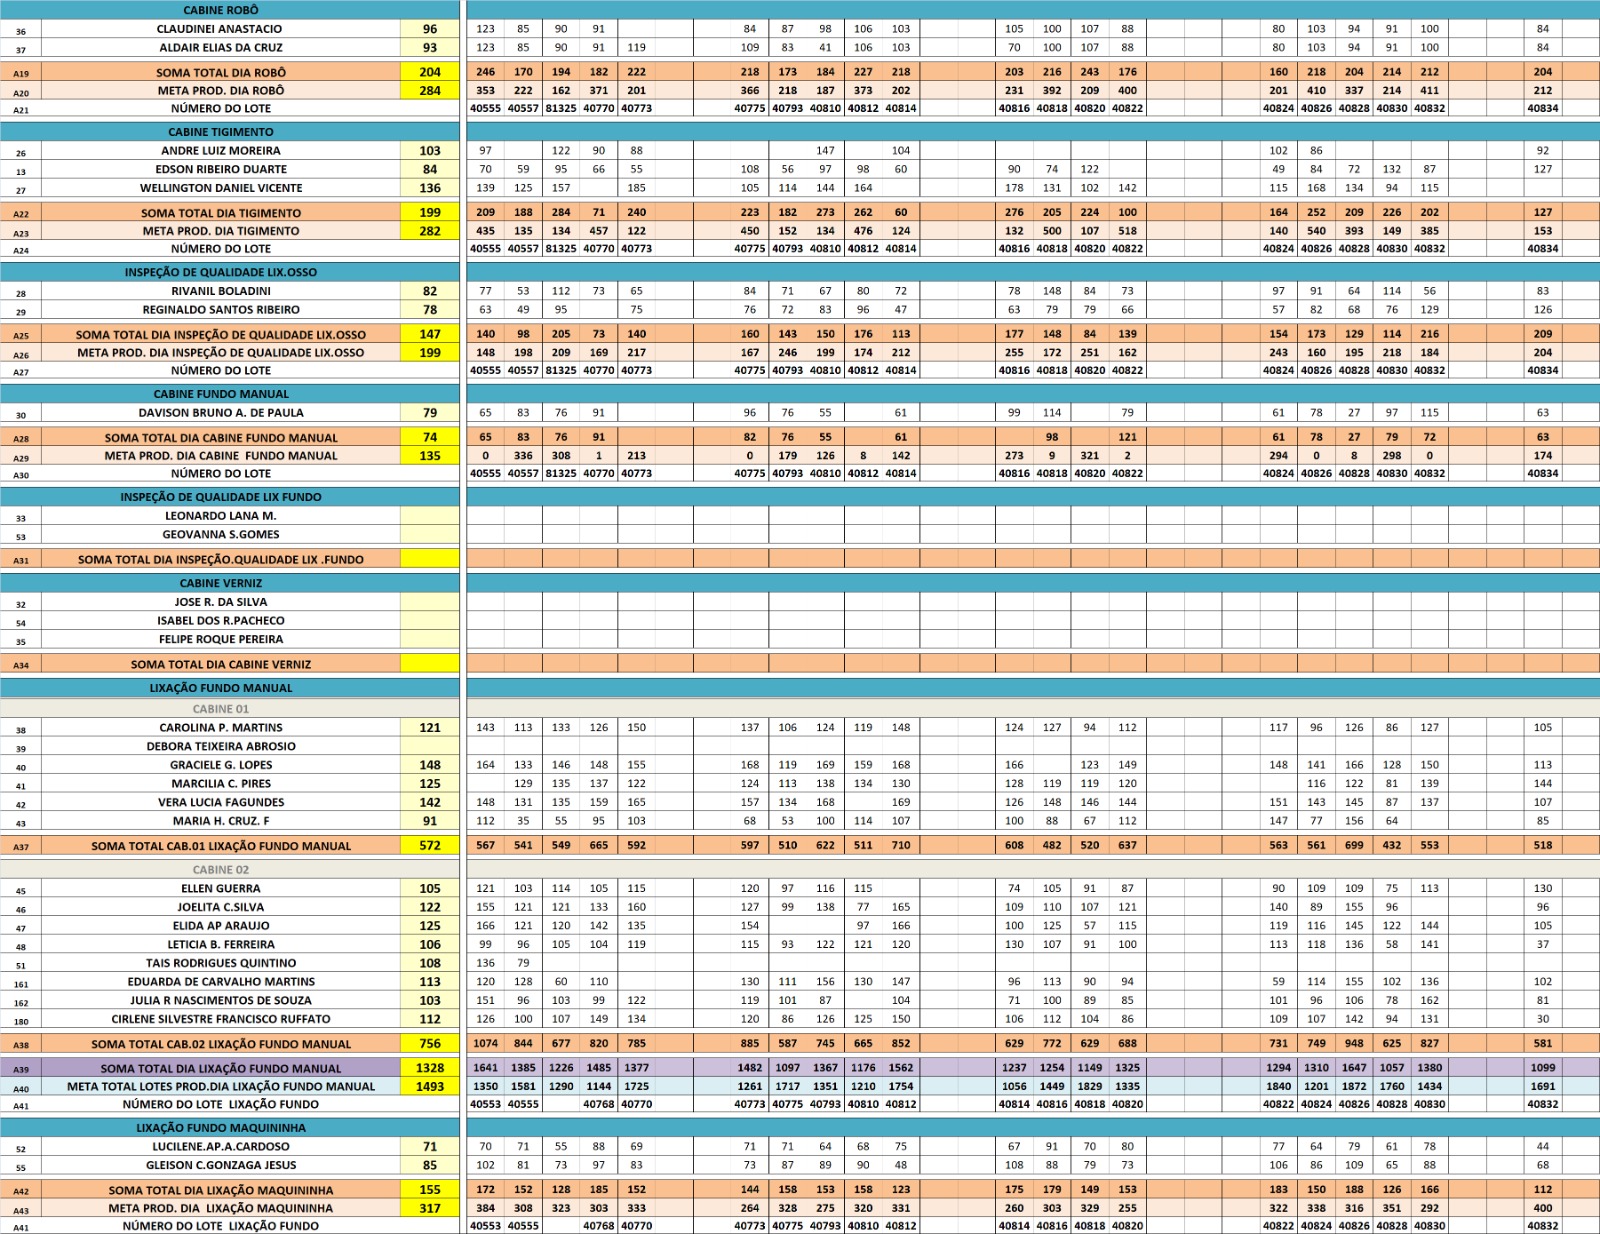 CABINE ROBÔ
36 CLAUDINEI ANASTACIO 96 123 85 90 91 84 87 98 106 103 105 100 107 88 80 103 94 91 100 84
37 ALDAIR ELIAS DA CRUZ 93 123 85 90 91 119 109 83 41 106 103 70 100 107 88 80 103 94 91 100 84
A19 SOMA TOTAL DIA ROBÔ 204 246 170 194 182 222 218 173 184 227 218 203 216 243 176 160 218 204 214 212 204
A20 META PROD. DIA ROBÔ 284 353 222 162 371 201 366 218 187 373 202 231 392 209 400 201 410 337 214 411 212
A21 NÚMERO DO LOTE 40555 40557 81325 40770 40773 40775 40793 40810 40812 40814 40816 40818 40820 40822 40824 40826 40828 40830 40832 40834
CABINE TIGIMENTO
26 ANDRE LUIZ MOREIRA 103 97 122 90 88 147 104 102 86 92
13 EDSON RIBEIRO DUARTE 84 70 59 95 66 55 108 56 97 98 60 90 74 122 49 84 72 132 87 127
27 WELLINGTON DANIEL VICENTE 136 139 125 157 185 105 114 144 164 178 131 102 142 115 168 134 94 115
A22 SOMA TOTAL DIA TIGIMENTO 199 209 188 284 71 240 223 182 273 262 60 276 205 224 100 164 252 209 226 202 127
A23 META PROD. DIA TIGIMENTO 282 435 135 134 457 122 450 152 134 476 124 132 500 107 518 140 540 393 149 385 153
A24 NÚMERO DO LOTE 40555 40557 81325 40770 40773 40775 40793 40810 40812 40814 40816 40818 40820 40822 40824 40826 40828 40830 40832 40834
INSPEÇÃO DE QUALIDADE LIX.OSSO
28 RIVANIL BOLADINI 82 77 53 112 73 65 84 71 67 80 72 78 148 84 73 97 91 64 114 56 83
29 REGINALDO SANTOS RIBEIRO 78 63 49 95 75 76 72 83 96 47 63 79 79 66 57 82 68 76 129 126
A25 SOMA TOTAL DIA INSPEÇÃO DE QUALIDADE LIX.OSSO 147 140 98 205 73 140 160 143 150 176 113 177 148 84 139 154 173 129 114 216 209
A26 META PROD. DIA INSPEÇÃO DE QUALIDADE LIX.OSSO 199 148 198 209 169 217 167 246 199 174 212 255 172 251 162 243 160 195 218 184 204
A27 NÚMERO DO LOTE 40555 40557 81325 40770 40773 40775 40793 40810 40812 40814 40816 40818 40820 40822 40824 40826 40828 40830 40832 40834
CABINE FUNDO MANUAL
30 DAVISON BRUNO A. DE PAULA 79 65 83 76 91 96 76 55 61 99 114 79 61 78 27 97 115 63
A28 SOMA TOTAL DIA CABINE FUNDO MANUAL 74 65 83 76 91 82 76 55 61 98 121 61 78 27 79 72 63
A29 META PROD. DIA CABINE FUNDO MANUAL 135 0 336 308 1 213 0 179 126 8 142 273 9 321 2 294 0 8 298 0 174
A30 NÚMERO DO LOTE 40555 40557 81325 40770 40773 40775 40793 40810 40812 40814 40816 40818 40820 40822 40824 40826 40828 40830 40832 40834
INSPEÇÃO DE QUALIDADE LIX FUNDO
33 LEONARDO LANA M.
53 GEOVANNA S.GOMES
A31 SOMA TOTAL DIA INSPEÇÃO.QUALIDADE LIX .FUNDO
CABINE VERNIZ
32 JOSE R. DA SILVA
54 ISABEL DOS R.PACHECO
35 FELIPE ROQUE PEREIRA
A34 SOMA TOTAL DIA CABINE VERNIZ
LIXAÇÃO FUNDO MANUAL
CABINE 01
38 CAROLINA P. MARTINS 121 143 113 133 126 150 137 106 124 119 148 124 127 94 112 117 96 126 86 127 105
39 DEBORA TEIXEIRA ABROSIO
40 GRACIELE G. LOPES 148 164 133 146 148 155 168 119 169 159 168 166 123 149 148 141 166 128 150 113
41 MARCILIA C. PIRES 125 129 135 137 122 124 113 138 134 130 128 119 119 120 116 122 81 139 144
42 VERA LUCIA FAGUNDES 142 148 131 135 159 165 157 134 168 169 126 148 146 144 151 143 145 87 137 107
43 MARIA H. CRUZ. F 91 112 35 55 95 103 68 53 100 114 107 100 88 67 112 147 77 156 64 85
A37 SOMA TOTAL CAB.01 LIXAÇÃO FUNDO MANUAL 572 567 541 549 665 592 597 510 622 511 710 608 482 520 637 563 561 699 432 553 518
CABINE 02
45 ELLEN GUERRA 105 121 103 114 105 115 120 97 116 115 74 105 91 87 90 109 109 75 113 130
46 JOELITA C.SILVA 122 155 121 121 133 160 127 99 138 77 165 109 110 107 121 140 89 155 96 96
47 ELIDA AP ARAUJO 125 166 121 120 142 135 154 97 166 100 125 57 115 119 116 145 122 144 105
48 LETICIA B. FERREIRA 106 99 96 105 104 119 115 93 122 121 120 130 107 91 100 113 118 136 58 141 37
51 TAIS RODRIGUES QUINTINO 108 136 79
161 EDUARDA DE CARVALHO MARTINS 113 120 128 60 110 130 111 156 130 147 96 113 90 94 59 114 155 102 136 102
162 JULIA R NASCIMENTOS DE SOUZA 103 151 96 103 99 122 119 101 87 104 71 100 89 85 101 96 106 78 162 81
180 CIRLENE SILVESTRE FRANCISCO RUFFATO 112 126 100 107 149 134 120 86 126 125 150 106 112 104 86 109 107 142 94 131 30
A38 SOMA TOTAL CAB.02 LIXAÇÃO FUNDO MANUAL 756 1074 844 677 820 785 885 587 745 665 852 629 772 629 688 731 749 948 625 827 581
A39 SOMA TOTAL DIA LIXAÇÃO FUNDO MANUAL 1328 1641 1385 1226 1485 1377 1482 1097 1367 1176 1562 1237 1254 1149 1325 1294 1310 1647 1057 1380 1099
A40 META TOTAL LOTES PROD.DIA LIXAÇÃO FUNDO MANUAL 1493 1350 1581 1290 1144 1725 1261 1717 1351 1210 1754 1056 1449 1829 1335 1840 1201 1872 1760 1434 1691
A41 NÚMERO DO LOTE LIXAÇÃO FUNDO 40553 40555 40768 40770 40773 40775 40793 40810 40812 40814 40816 40818 40820 40822 40824 40826 40828 40830 40832
LIXAÇÃO FUNDO MAQUININHA
52 LUCILENE.AP.A.CARDOSO 71 70 71 55 88 69 71 71 64 68 75 67 91 70 80 77 64 79 61 78 44
55 GLEISON C.GONZAGA JESUS 85 102 81 73 97 83 73 87 89 90 48 108 88 79 73 106 86 109 65 88 68
A42 SOMA TOTAL DIA LIXAÇÃO MAQUININHA 155 172 152 128 185 152 144 158 153 158 123 175 179 149 153 183 150 188 126 166 112
A43 META PROD. DIA LIXAÇÃO MAQUININHA 317 384 308 323 303 333 264 328 275 320 331 260 303 329 255 322 338 316 351 292 400
A41 NÚMERO DO LOTE LIXAÇÃO FUNDO 40553 40555 40768 40770 40773 40775 40793 40810 40812 40814 40816 40818 40820 40822 40824 40826 40828 40830 40832